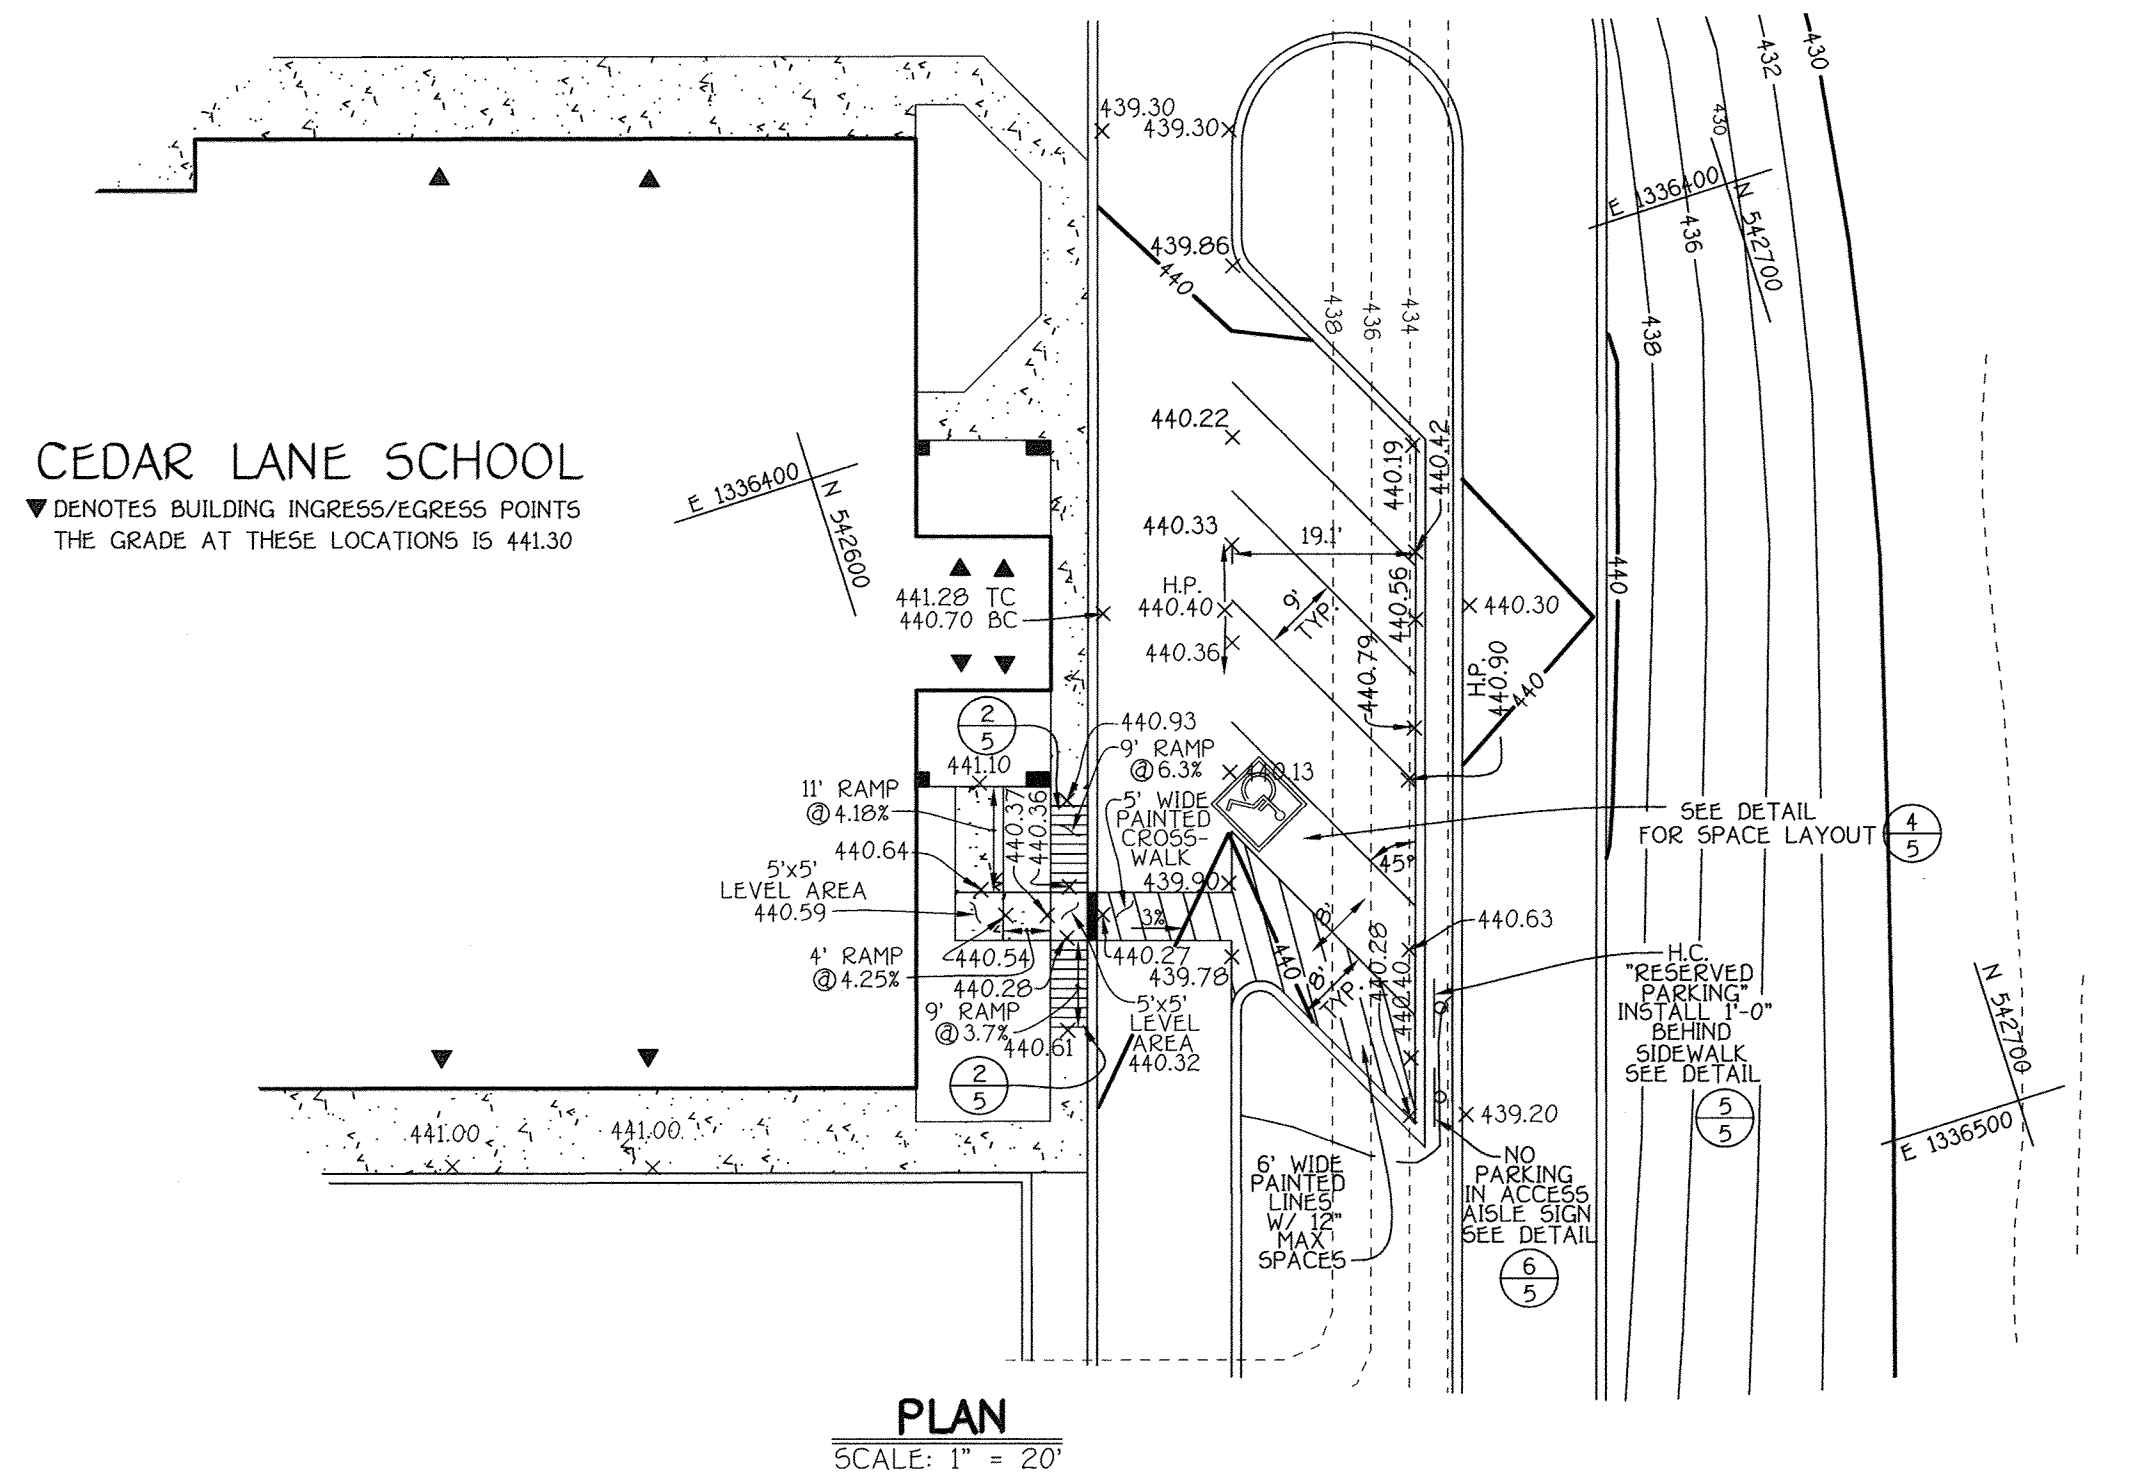 CEDAR LANE SCHOOL
DENOTES BUILDING INGRESS/EGRESS POINTS
THE GRADE AT THESE LOCATIONS IS 441.30
E 1336400
N 542600
439.30
439.30
439.86
440
438
436
434
440.22
440.33
19.1'
440.19
440.42
H.P.
440.40
440.36
9'
TYP.
440.56
440.79
440.30
H.P.
440.90
440
441.28 TC
440.70 BC
2
5
441.10
440.93
9' RAMP
@ 6.3%
440.13
11' RAMP
@ 4.18%
440.37
440.36
5' WIDE
PAINTED
CROSS-
WALK
439.90
440.64
5'x5'
LEVEL AREA
440.59
3%
45°
8'
440.63
4' RAMP
@ 4.25%
440.54
440.28
440.27
439.78
440
8'
TYP.
440.28
440.40
9' RAMP
@ 3.7%
440.61
5'x5'
LEVEL
AREA
440.32
2
5
441.00
441.00
SEE DETAIL
FOR SPACE LAYOUT
4
5
H.C.
"RESERVED
PARKING"
INSTALL 1'-0"
BEHIND
SIDEWALK
SEE DETAIL
5
5
439.20
NO
PARKING
IN ACCESS
AISLE SIGN
SEE DETAIL
6
5
6' WIDE
PAINTED
LINES
W/ 12"
MAX
SPACES
432
430
430
E 1336400
N 542700
436
438
440
N 542700
E 1336500
PLAN
SCALE: 1" = 20'